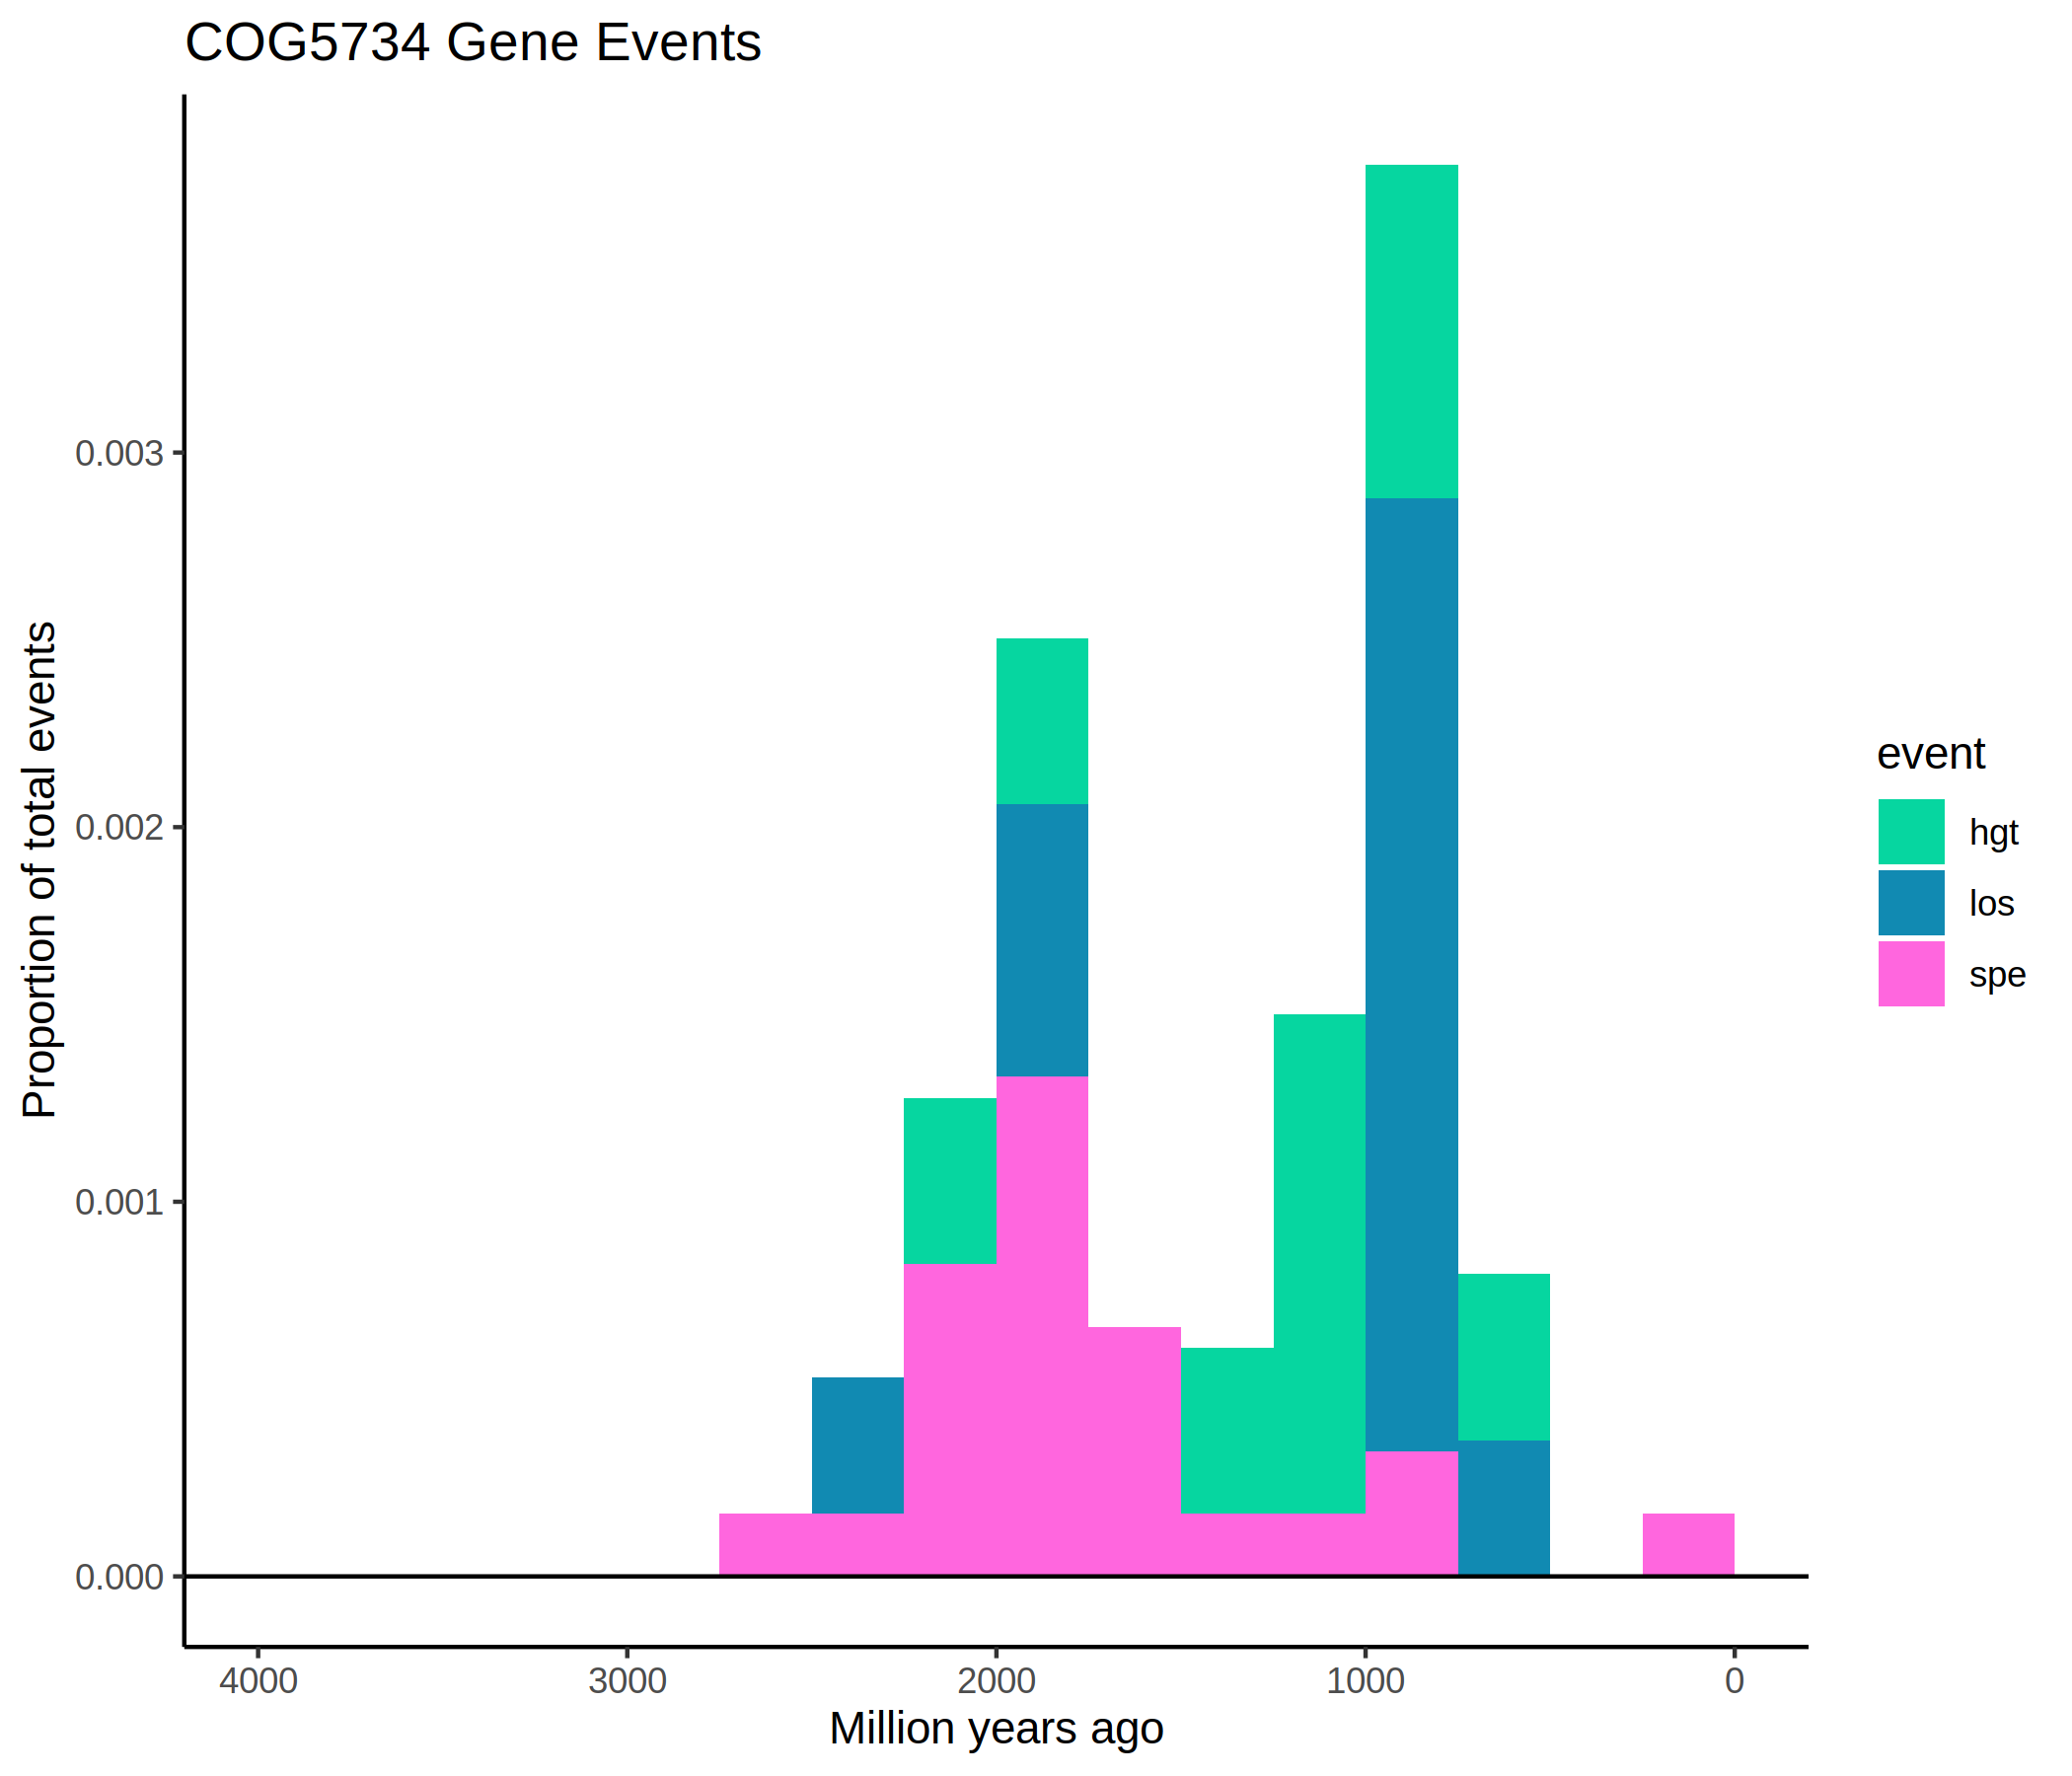 COG5734 Gene Events
Proportion of total events
0.003
0.002
0.001
0.000
4000 3000 2000 1000 0
Million years ago
event
hgt
los
spe